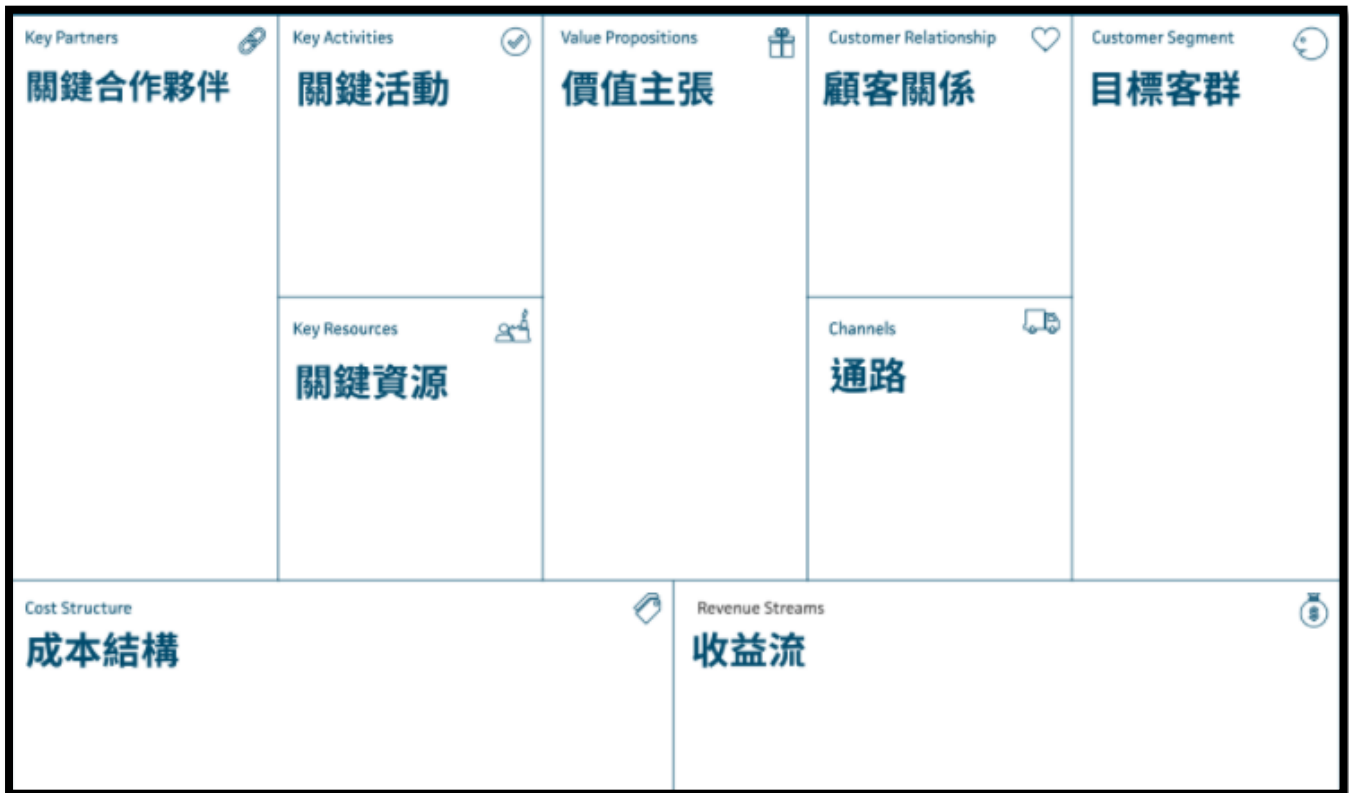 Key Partners
關鍵合作夥伴
Key Activities
關鍵活動
Key Resources
關鍵資源
Value Propositions
價值主張
Customer Relationship
顧客關係
Channels
通路
Customer Segment
目標客群
Cost Structure
成本結構
Revenue Streams
收益流